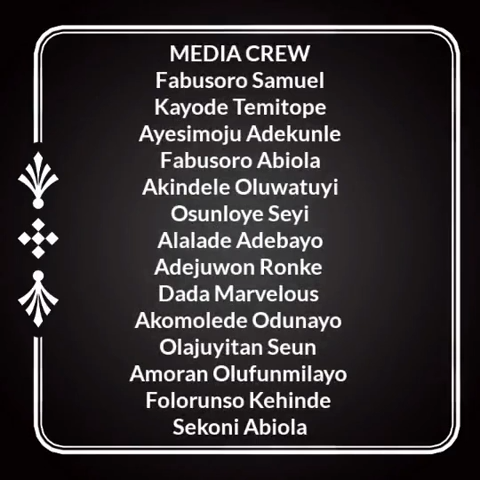 MEDIA CREW
Fabusoro Samuel
Kayode Temitope
Ayesimoju Adekunle
Fabusoro Abiola
Akindele Oluwatuyi
Osunloye Seyi
Alalade Adebayo
Adejuwon Ronke
Dada Marvelous
Akomolede Odunayo
Olajuyitan Seun
Amoran Olufunmilayo
Folorunso Kehinde
Sekoni Abiola